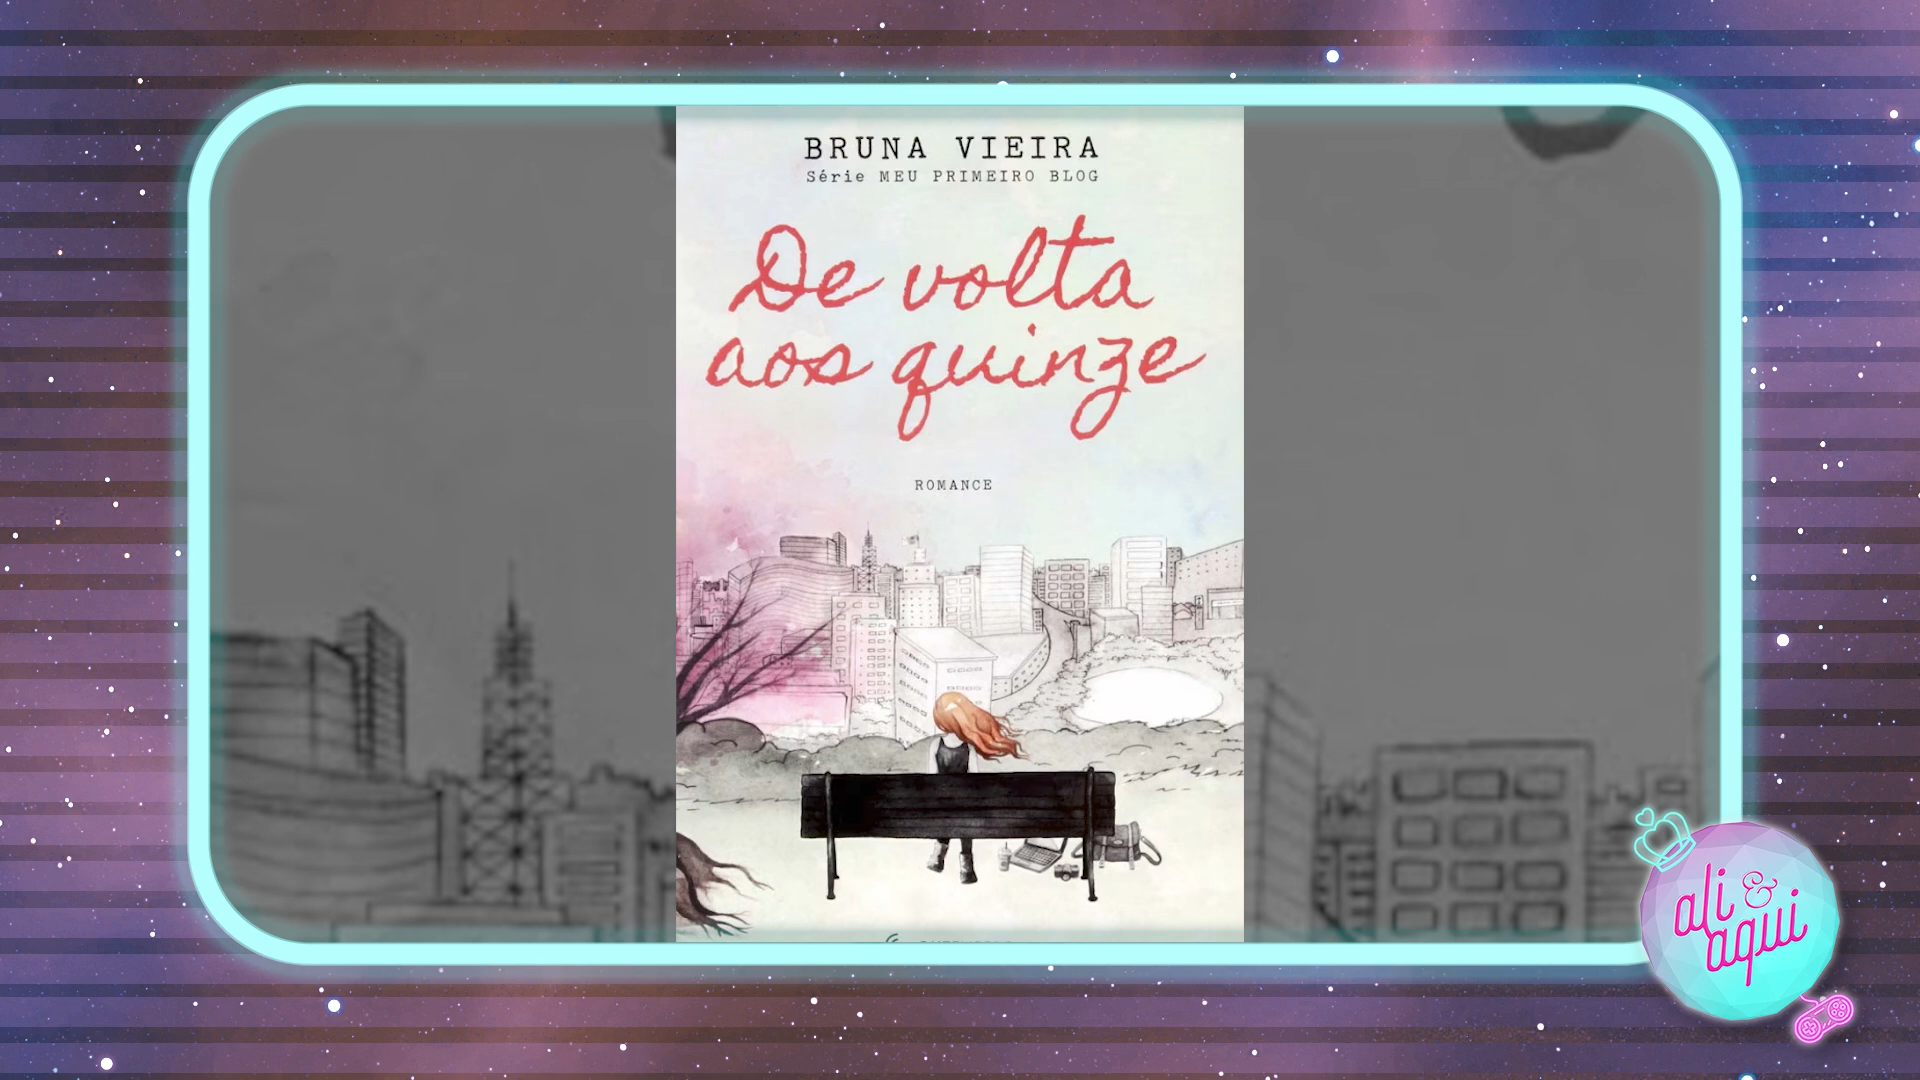 BRUNA VIEIRA
Série MEU PRIMEIRO BLOG
De volta
aos quinze
ROMANCE
ali &
aqui